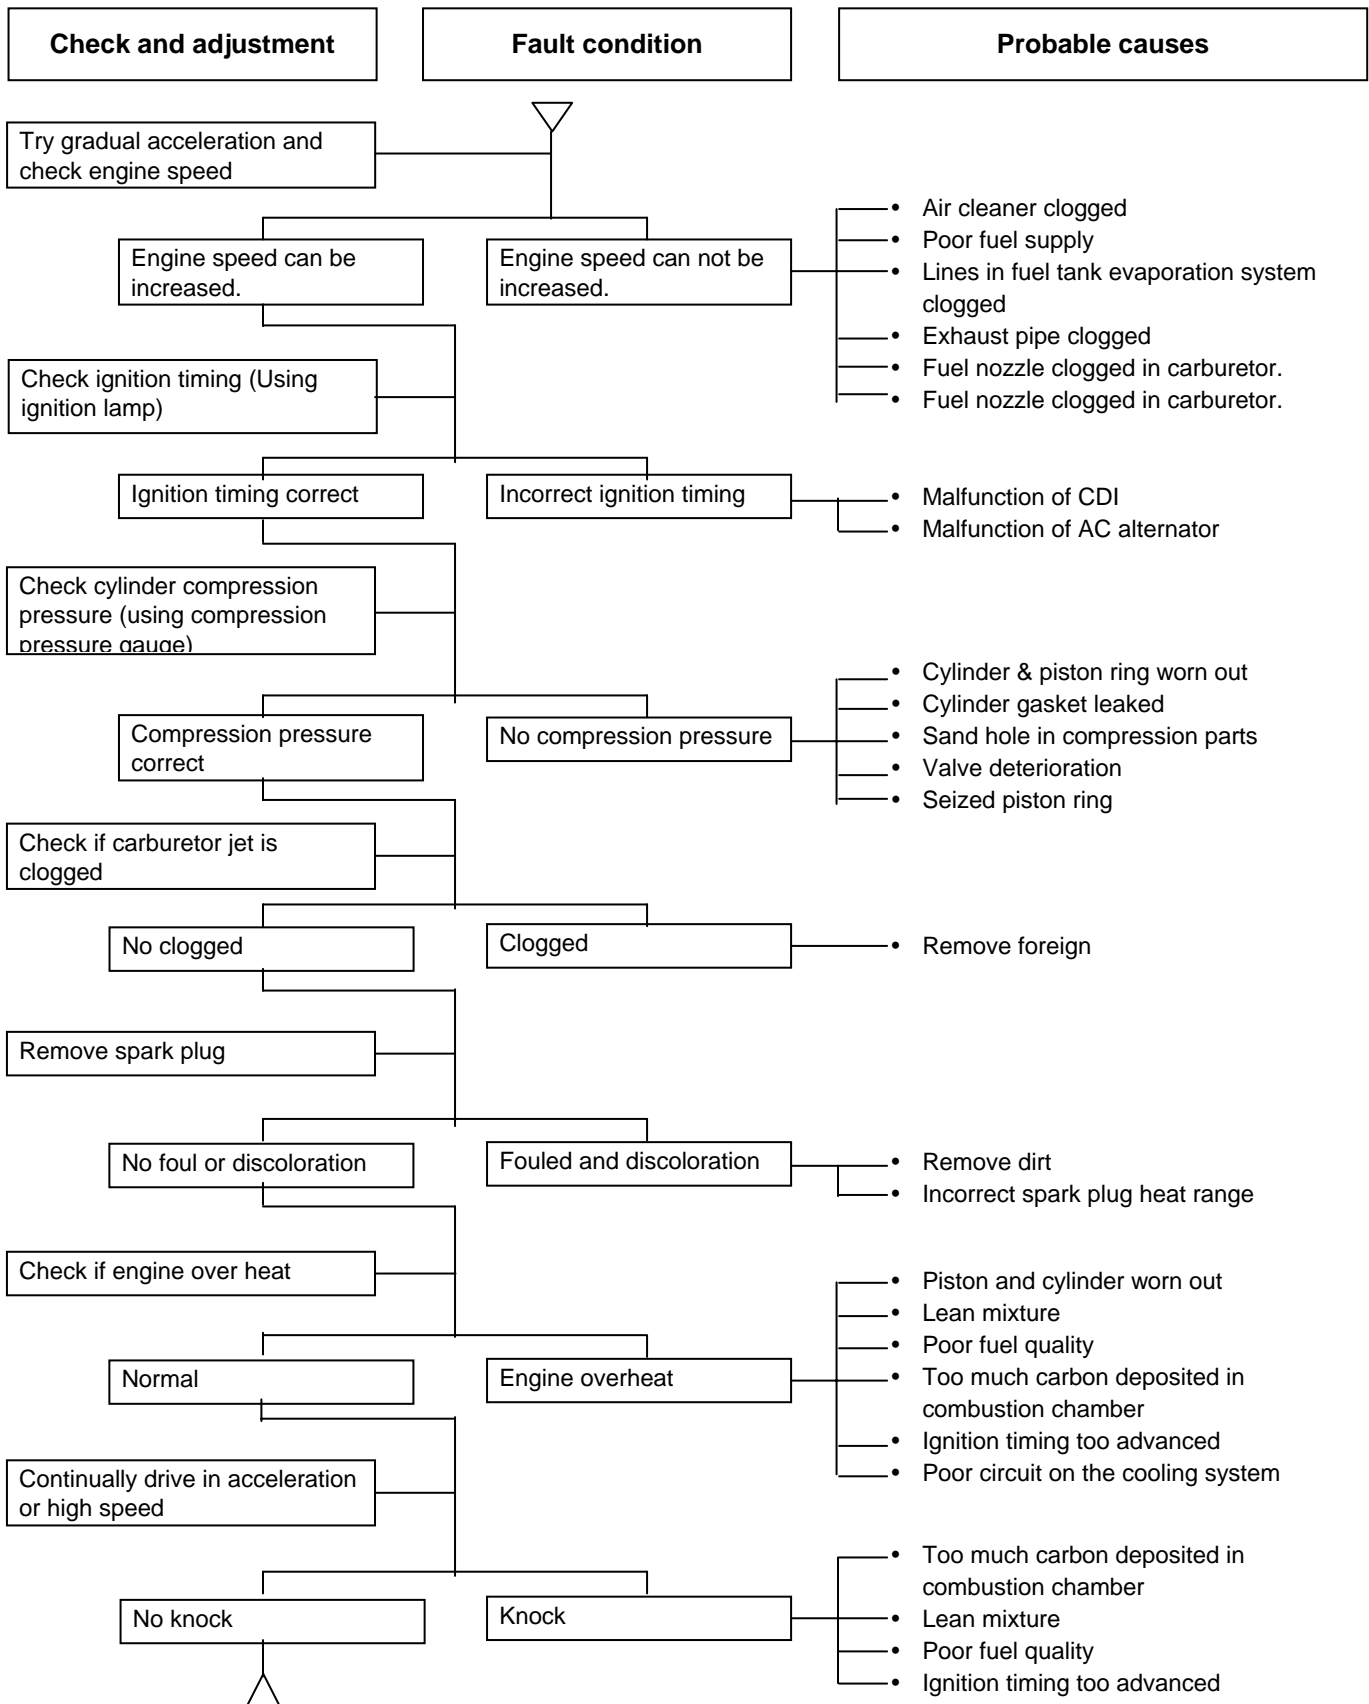 Check and adjustment
Fault condition
Probable causes
Try gradual acceleration and
check engine speed
Engine speed can be
increased.
Engine speed can not be
increased.
• Air cleaner clogged
• Poor fuel supply
• Lines in fuel tank evaporation system
clogged
• Exhaust pipe clogged
• Fuel nozzle clogged in carburetor.
• Fuel nozzle clogged in carburetor.
Check ignition timing (Using
ignition lamp)
Ignition timing correct
Incorrect ignition timing
• Malfunction of CDI
• Malfunction of AC alternator
Check cylinder compression
pressure (using compression
pressure gauge)
Compression pressure
correct
No compression pressure
• Cylinder & piston ring worn out
• Cylinder gasket leaked
• Sand hole in compression parts
• Valve deterioration
• Seized piston ring
Check if carburetor jet is
clogged
No clogged
Clogged
• Remove foreign
Remove spark plug
No foul or discoloration
Fouled and discoloration
• Remove dirt
• Incorrect spark plug heat range
Check if engine over heat
Normal
Engine overheat
• Piston and cylinder worn out
• Lean mixture
• Poor fuel quality
• Too much carbon deposited in
combustion chamber
• Ignition timing too advanced
• Poor circuit on the cooling system
Continually drive in acceleration
or high speed
No knock
Knock
• Too much carbon deposited in
combustion chamber
• Lean mixture
• Poor fuel quality
• Ignition timing too advanced